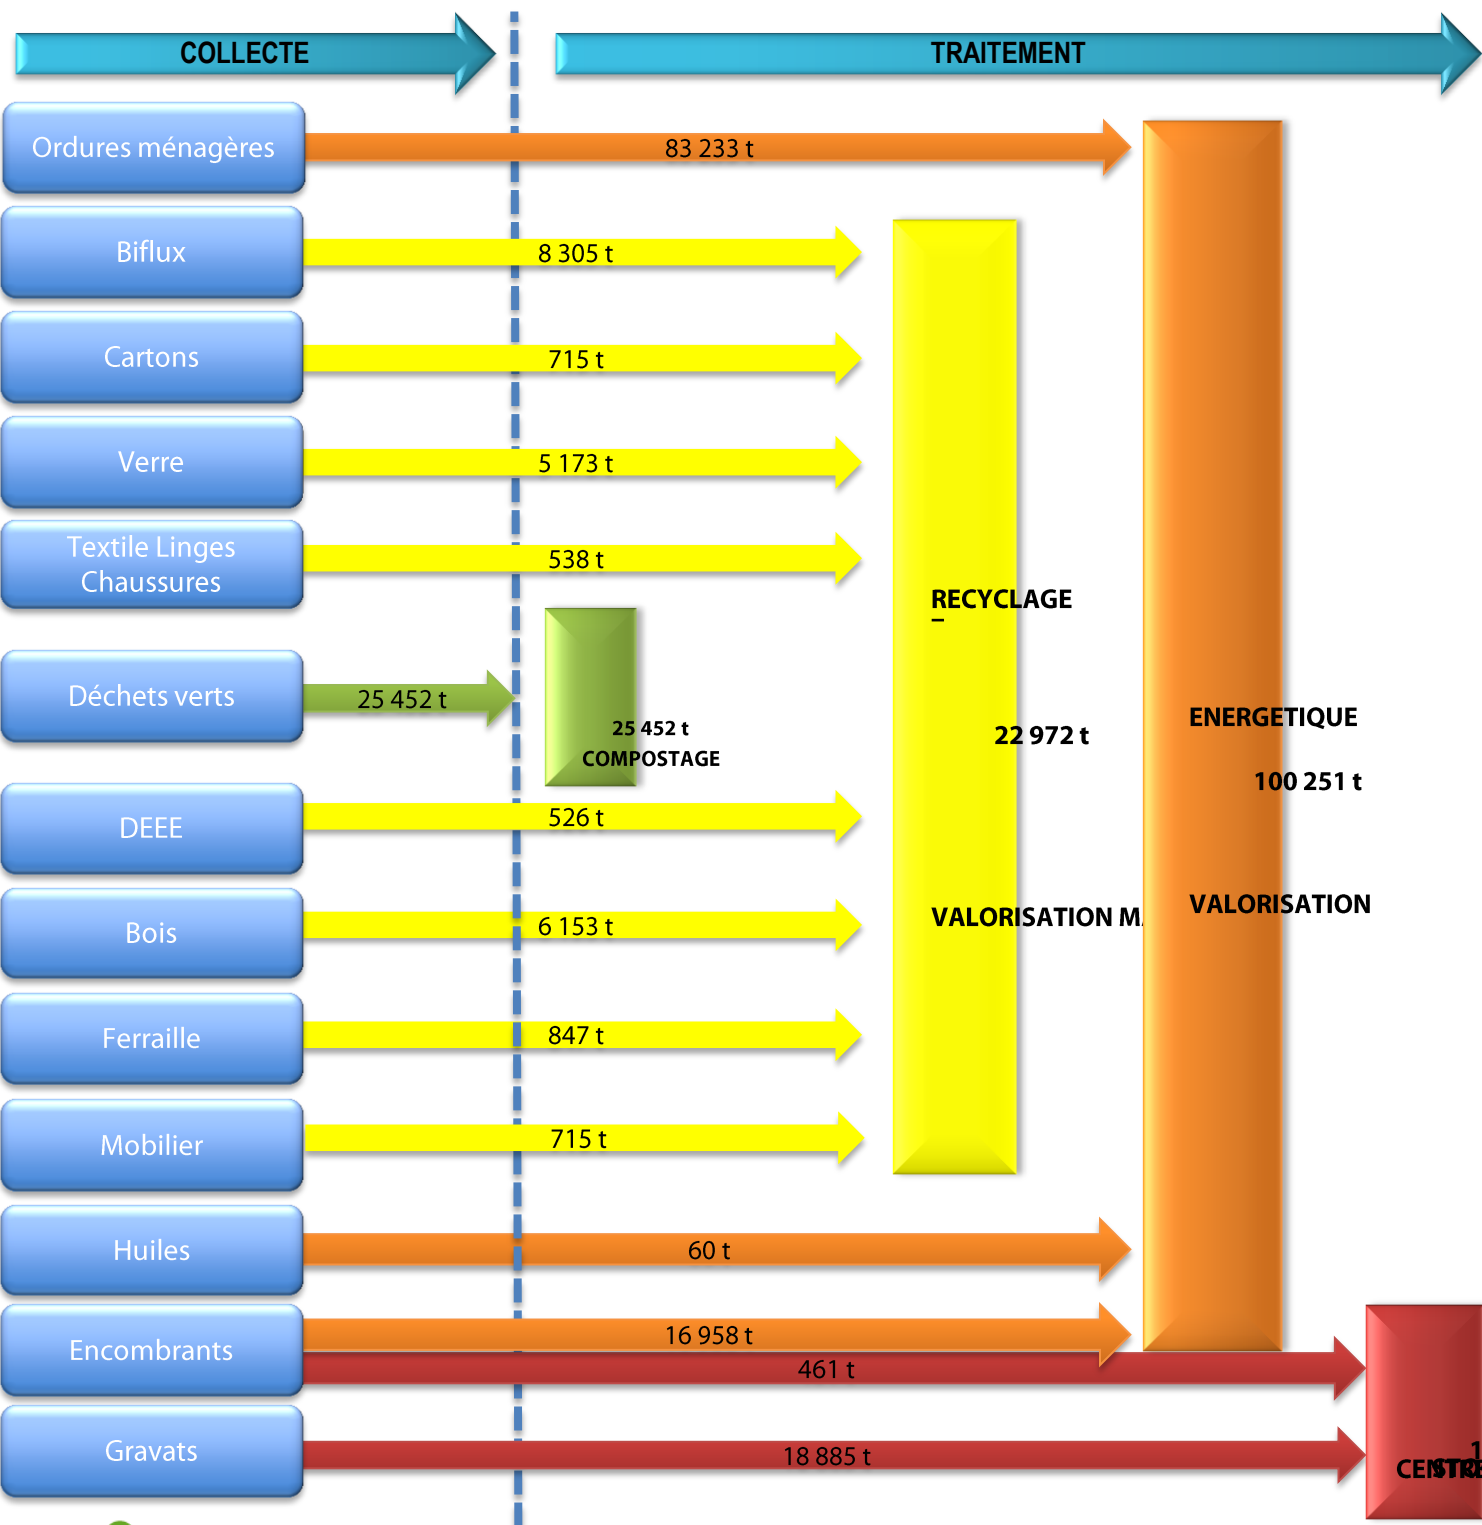 COLLECTE
TRAITEMENT
Ordures ménagères
83 233 t
Biflux
8 305 t
Cartons
715 t
Verre
5 173 t
Textile Linges
Chaussures
538 t
RECYCLAGE
–
Déchets verts
25 452 t
25 452 t
COMPOSTAGE
22 972 t
ENERGETIQUE
100 251 t
DEEE
526 t
VALORISATION
VALORISATION
Bois
6 153 t
Ferraille
847 t
Mobilier
715 t
Huiles
60 t
Encombrants
16 958 t
461 t
Gravats
18 885 t